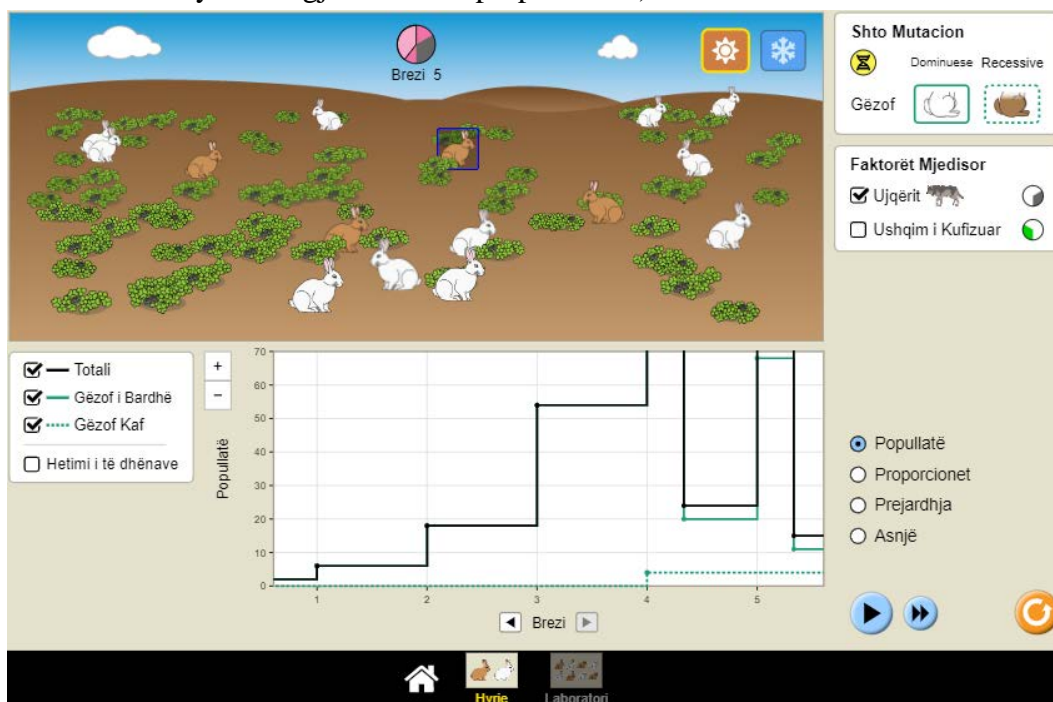 Shto Mutacion
Dominuese Recessive
Gëzof
Brezi 5
Faktorët Mjedisor
Ujqërit
Ushqim i Kufizuar
Totali
Gëzof i Bardhë
Gëzof Kaf
Hetimi i të dhënave
+
-
Popullatë
70
60
50
40
30
20
10
0
1 2 3 4 5
Brezi
Popullatë
Proporcionet
Prejardhja
Asnjë
Hyrje
Laboratori